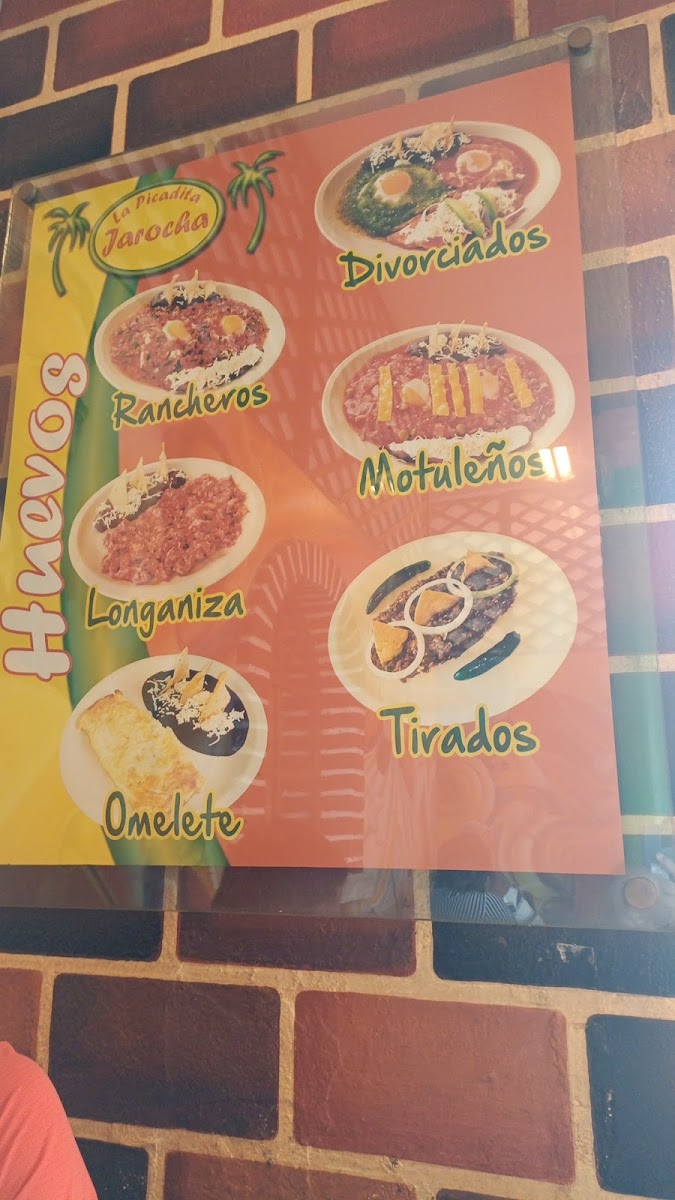 La Picadita
Jarocha
Huevos
Divorciados
Rancheros
Motuleños
Longaniza
Tirados
Omelete